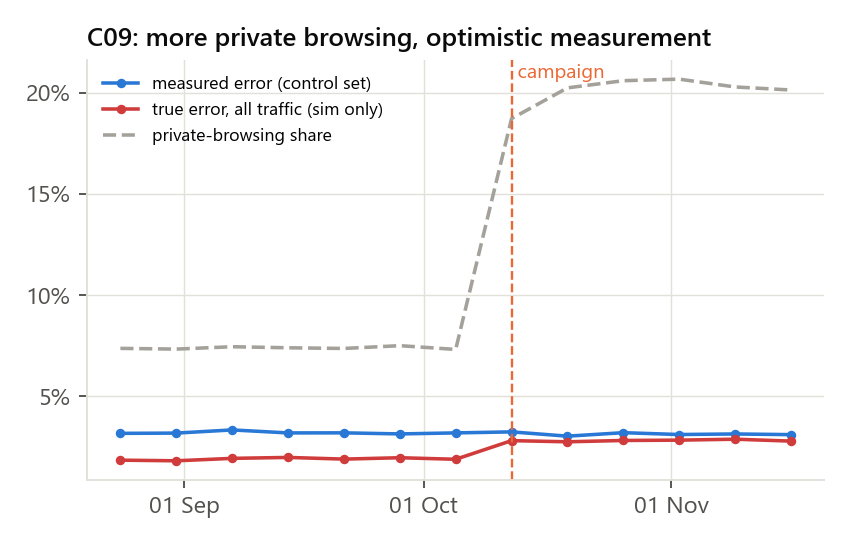 C09: more private browsing, optimistic measurement
campaign
measured error (control set)
true error, all traffic (sim only)
private-browsing share
20%
15%
10%
5%
01 Sep
01 Oct
01 Nov